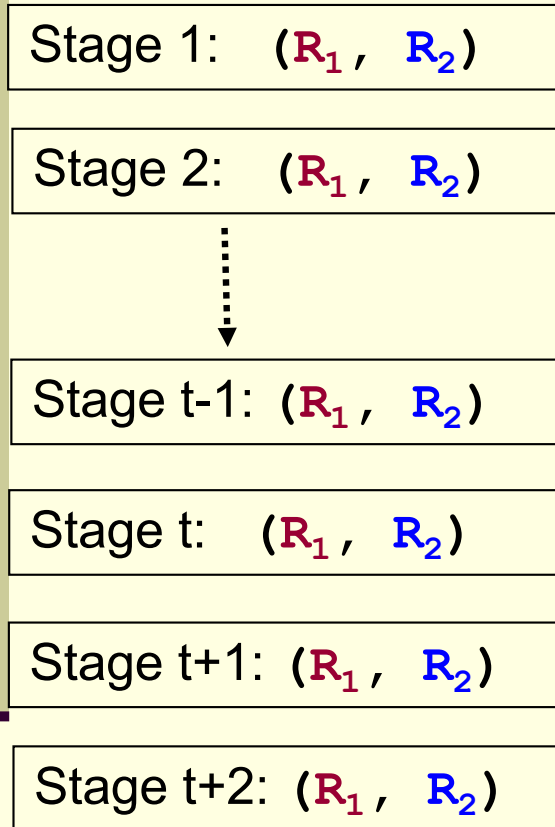 Stage 1: (R₁, R₂)
Stage 2: (R₁, R₂)
Stage t-1: (R₁, R₂)
Stage t: (R₁, R₂)
Stage t+1: (R₁, R₂)
Stage t+2: (R₁, R₂)